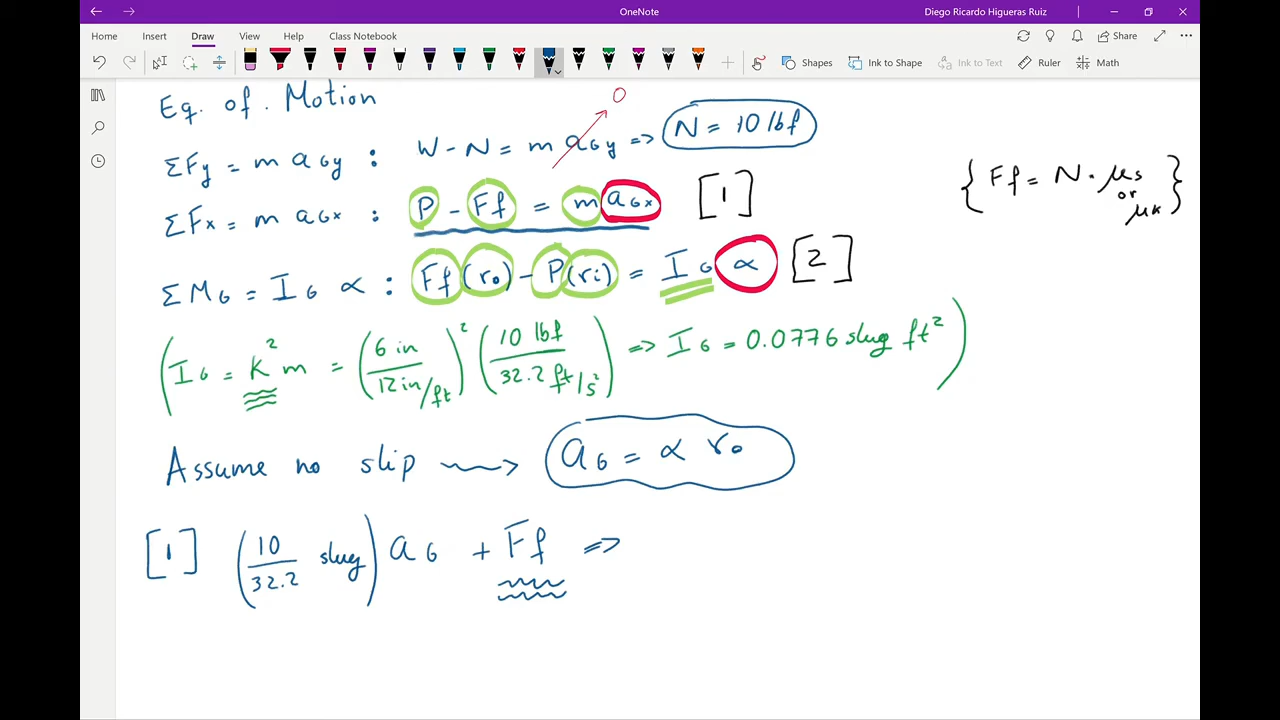 OneNote
Diego Ricardo Higueras Ruiz
Home Insert Draw View Help Class Notebook
Share
Shapes Ink to Shape Ink to Text Ruler Math
Eq. of. Motion
ΣFy = m aGy : W - N = m aGy => N = 10 lbf
0
ΣFx = m aGx : P - Ff = m aGx [1]
{ Ff = N · μs or μk }
ΣMG = IG α : Ff (ro) - P(ri) = IG α [2]
( IG = K² m = (6 in / 12 in/ft)² (10 lbf / 32.2 ft/s²) => IG = 0.0776 slug ft² )
Assume no slip ⟿ aG = α ro
[1] (10/32.2 slug) aG + Ff =>